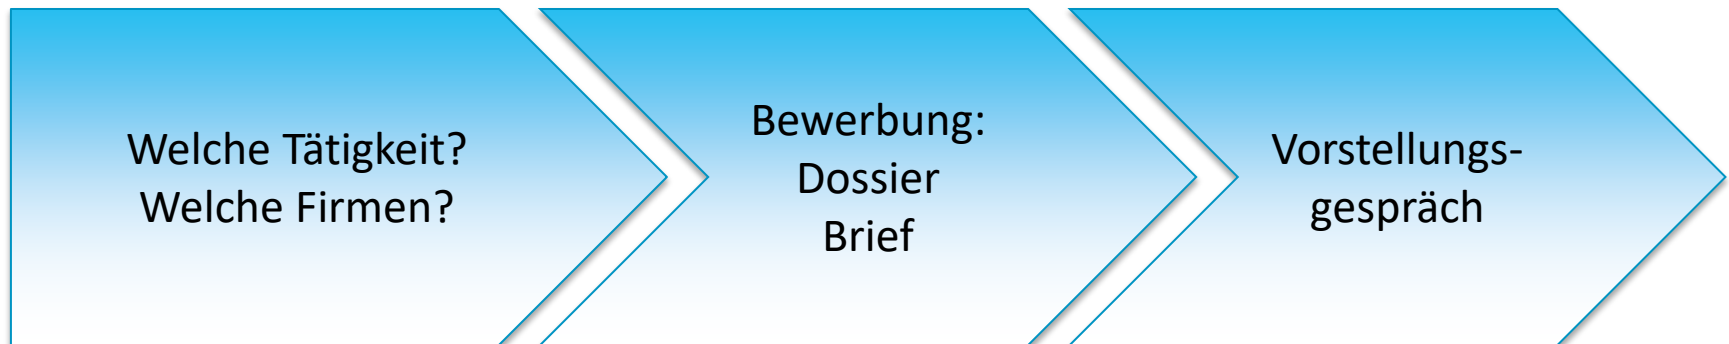 Welche Tätigkeit?
Welche Firmen?
Bewerbung:
Dossier
Brief
Vorstellungs-
gespräch